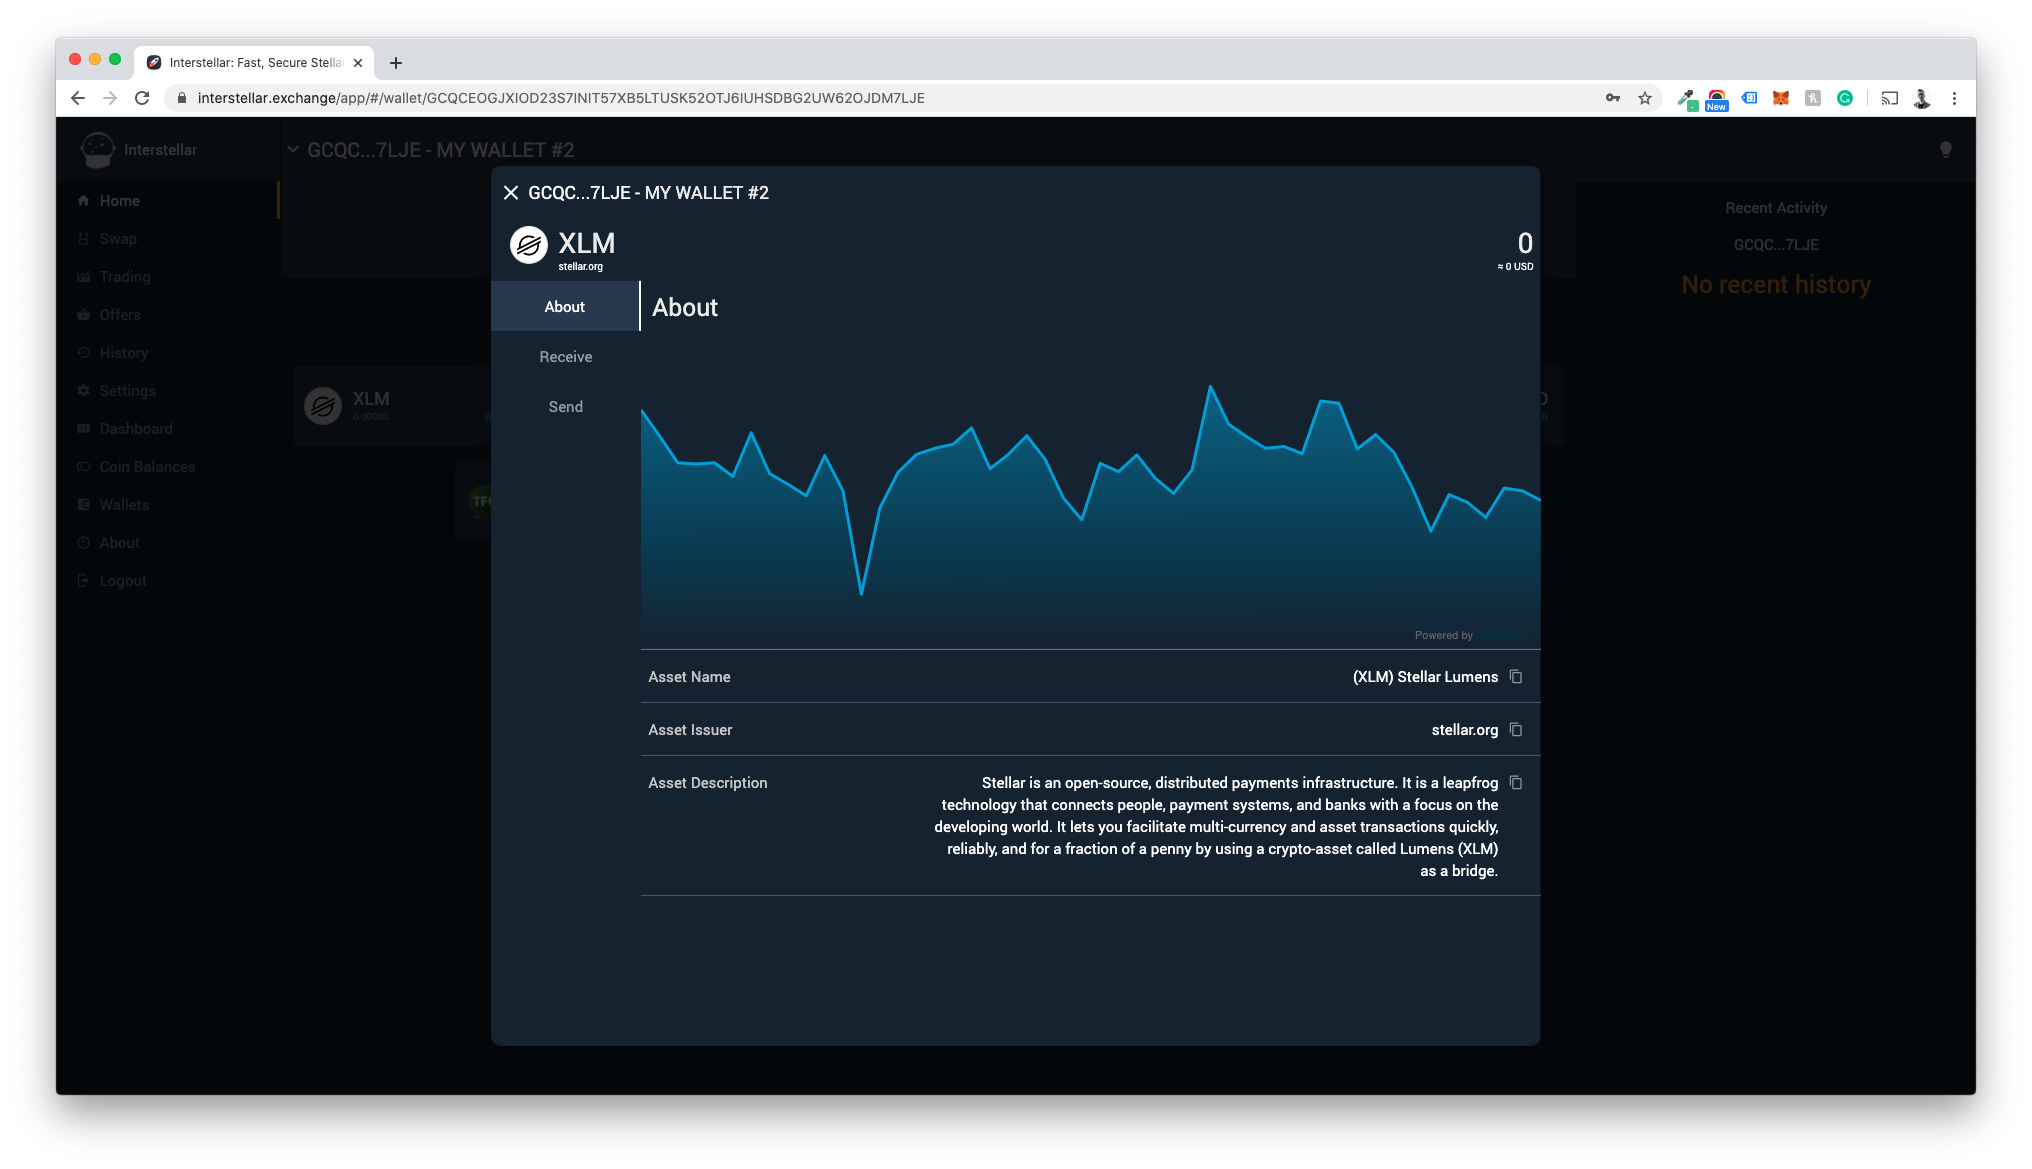 Interstellar: Fast, Secure Stella
interstellar.exchange/app/#/wallet/GCQCEOGJXIOD23S7INIT57XB5LTUSK52OTJ6IUHSDBG2UW62OJDM7LJE
New
Interstellar
GCQC...7LJE - MY WALLET #2
Home
Swap
Trading
Offers
History
Settings
Dashboard
Coin Balances
Wallets
About
Logout
XLM
0.00000
GCQC...7LJE - MY WALLET #2
XLM
stellar.org
0
≈ 0 USD
About
Receive
Send
About
Powered by
Asset Name
(XLM) Stellar Lumens
Asset Issuer
stellar.org
Asset Description
Stellar is an open-source, distributed payments infrastructure. It is a leapfrog
technology that connects people, payment systems, and banks with a focus on the
developing world. It lets you facilitate multi-currency and asset transactions quickly,
reliably, and for a fraction of a penny by using a crypto-asset called Lumens (XLM)
as a bridge.
Recent Activity
GCQC...7LJE
No recent history